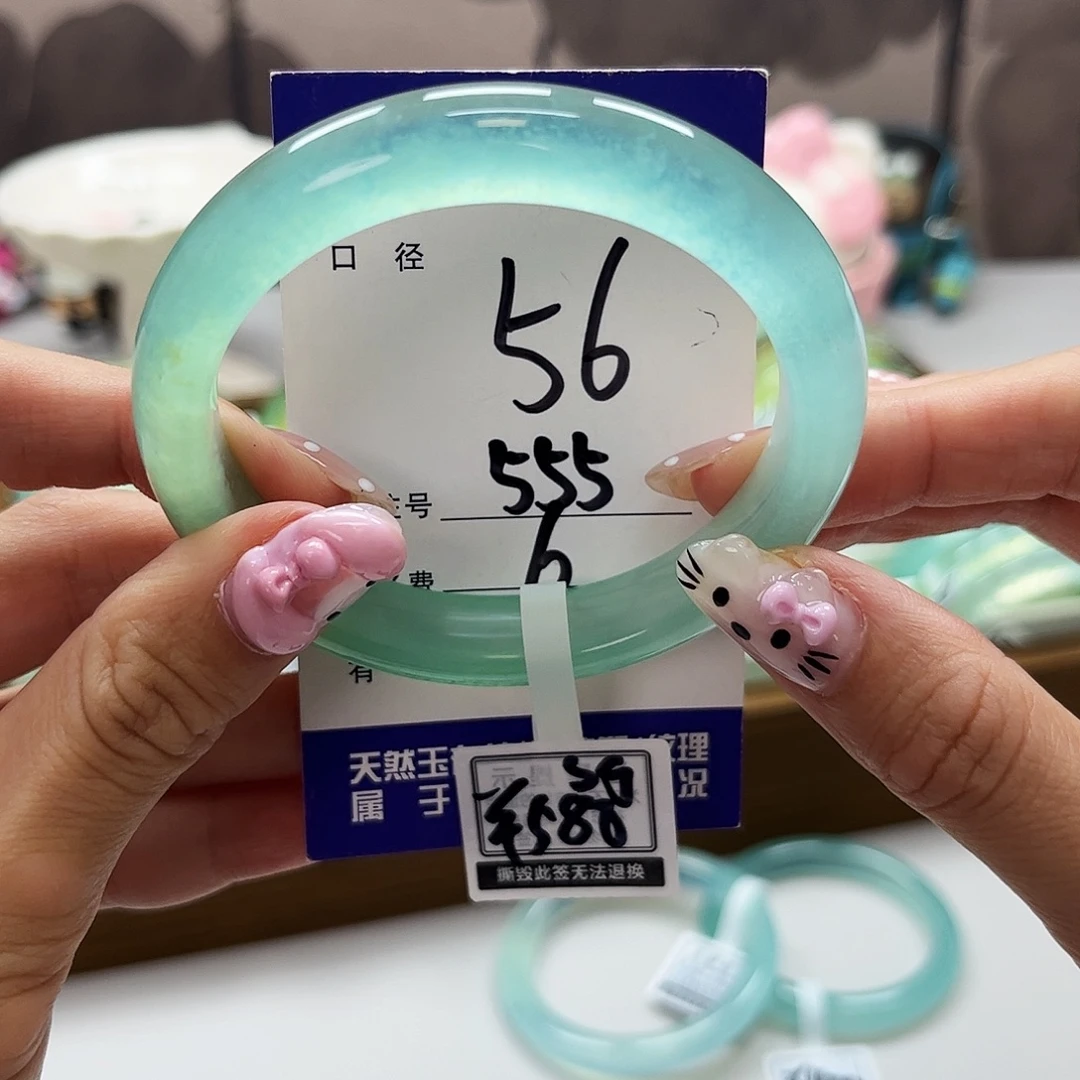 口 径
56
号 555
费 6
有
天然玉 纹理
属 于 况
56
¥588
撕毁此签无法退换